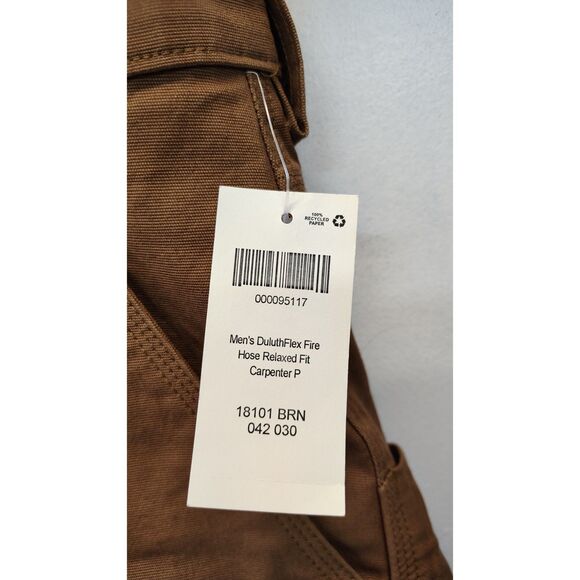 100%
RECYCLED
PAPER
000095117
Men's DuluthFlex Fire
Hose Relaxed Fit
Carpenter P
18101 BRN
042 030